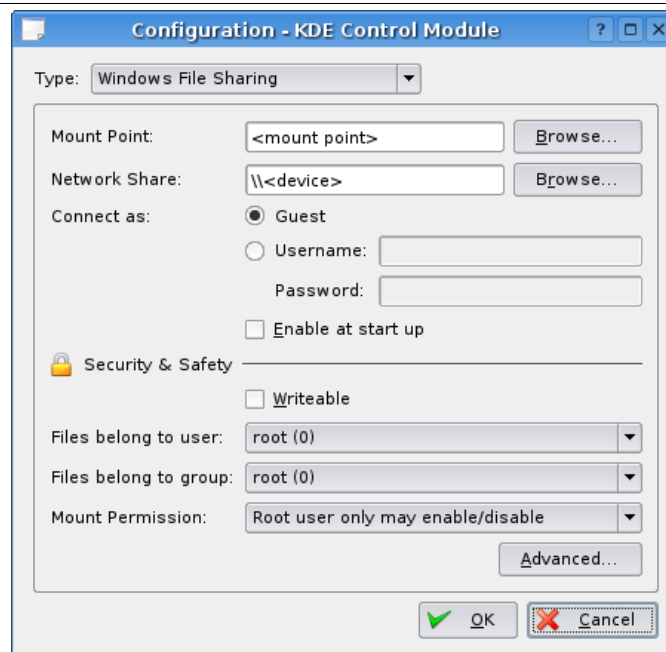 Configuration - KDE Control Module
Type: Windows File Sharing
Mount Point: <mount point> Browse...
Network Share: \\<device> Browse...
Connect as: Guest
Username:
Password:
Enable at start up
Security & Safety
Writeable
Files belong to user: root (0)
Files belong to group: root (0)
Mount Permission: Root user only may enable/disable
Advanced...
OK Cancel